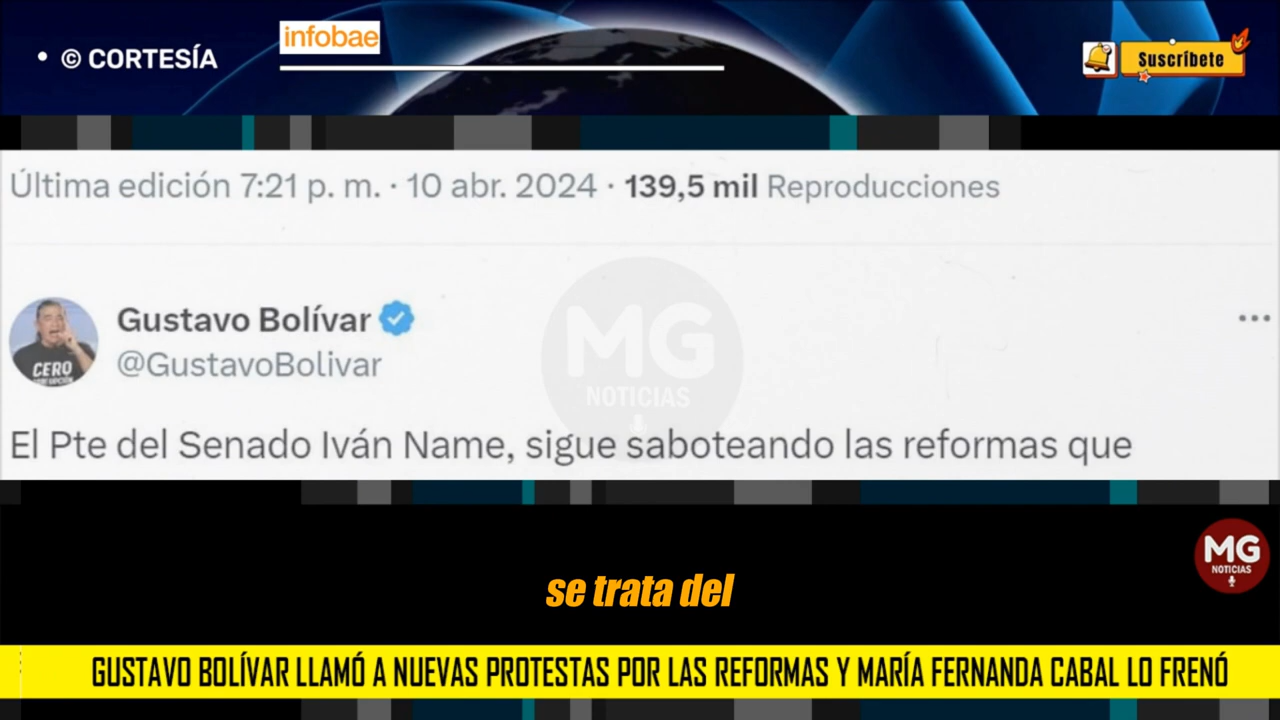 • © CORTESÍA
infobae
Suscríbete
Última edición 7:21 p. m. · 10 abr. 2024 · 139,5 mil Reproducciones
Gustavo Bolívar
@GustavoBolivar
CERO
MG
NOTICIAS
El Pte del Senado Iván Name, sigue saboteando las reformas que
MG
NOTICIAS
se trata del
GUSTAVO BOLÍVAR LLAMÓ A NUEVAS PROTESTAS POR LAS REFORMAS Y MARÍA FERNANDA CABAL LO FRENÓ